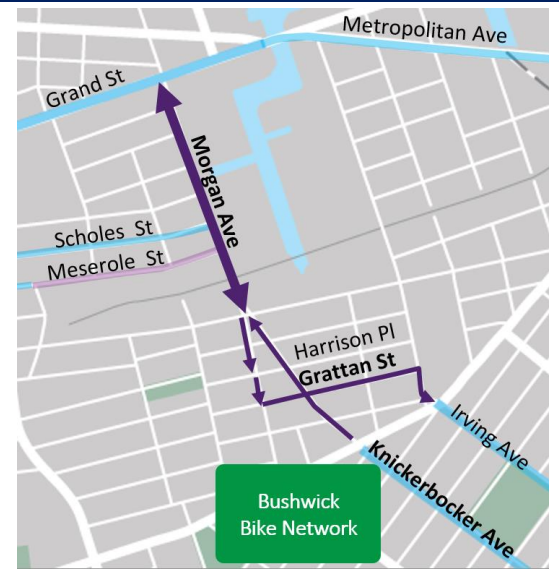 Metropolitan Ave
Grand St
Morgan Ave
Scholes St
Meserole St
Harrison Pl
Grattan St
Irving Ave
Knickerbocker Ave
Bushwick
Bike Network